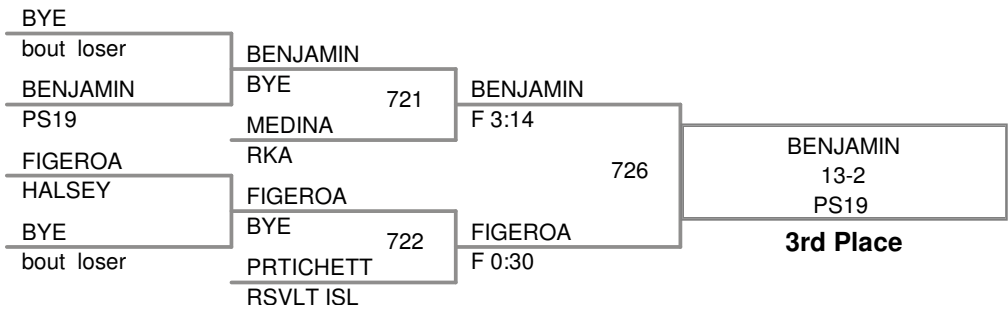 BYE
bout loser
BENJAMIN
BENJAMIN
BYE
721
BENJAMIN
PS19
MEDINA
F 3:14
RKA
FIGEROA
HALSEY
726
BENJAMIN
13-2
PS19
FIGEROA
BYE
BYE
722
FIGEROA
3rd Place
bout loser
PRTICHETT
F 0:30
RSVLT ISL